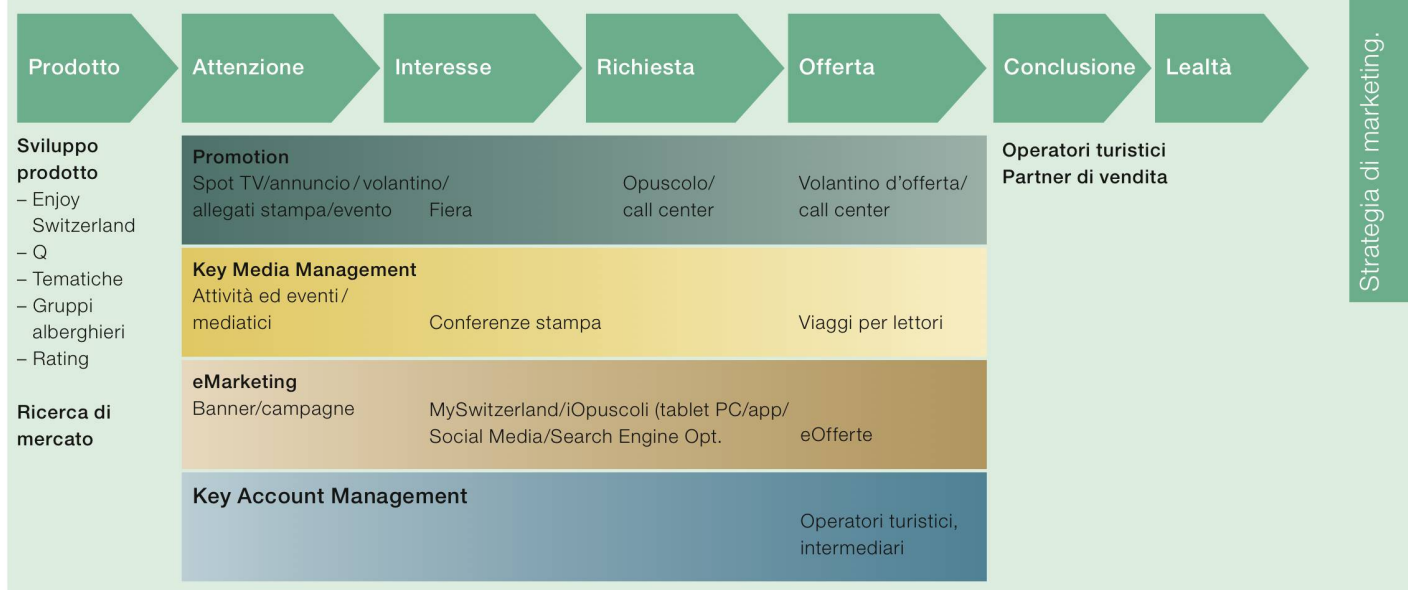 Prodotto
Attenzione
Interesse
Richiesta
Offerta
Conclusione
Lealtà
Strategia di marketing.
Sviluppo
prodotto
– Enjoy
Switzerland
– Q
– Tematiche
– Gruppi
alberghieri
– Rating
Ricerca di
mercato
Promotion
Spot TV/annuncio/volantino/
allegati stampa/evento
Fiera
Opuscolo/
call center
Volantino d'offerta/
call center
Key Media Management
Attività ed eventi/
mediatici
Conferenze stampa
Viaggi per lettori
eMarketing
Banner/campagne
MySwitzerland/iOpuscoli (tablet PC/app/
Social Media/Search Engine Opt.
eOfferte
Key Account Management
Operatori turistici,
intermediari
Operatori turistici
Partner di vendita